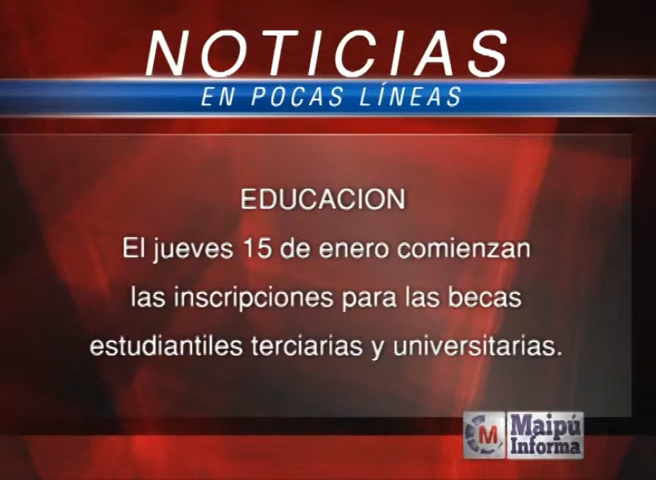 NOTICIAS
EN POCAS LÍNEAS
EDUCACION
El jueves 15 de enero comienzan
las inscripciones para las becas
estudiantiles terciarias y universitarias.
M
Maipú
Informa